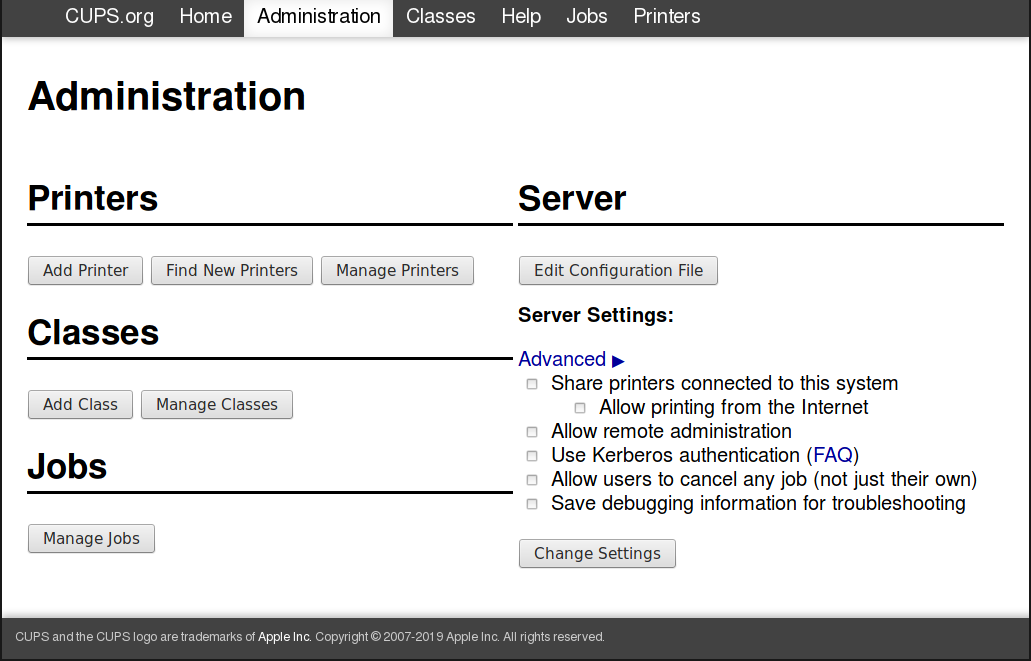 CUPS.org Home Administration Classes Help Jobs Printers
Administration
Printers
Add Printer Find New Printers Manage Printers
Classes
Add Class Manage Classes
Jobs
Manage Jobs
Server
Edit Configuration File
Server Settings:
Advanced ▶
Share printers connected to this system
Allow printing from the Internet
Allow remote administration
Use Kerberos authentication (FAQ)
Allow users to cancel any job (not just their own)
Save debugging information for troubleshooting
Change Settings
CUPS and the CUPS logo are trademarks of Apple Inc. Copyright © 2007-2019 Apple Inc. All rights reserved.